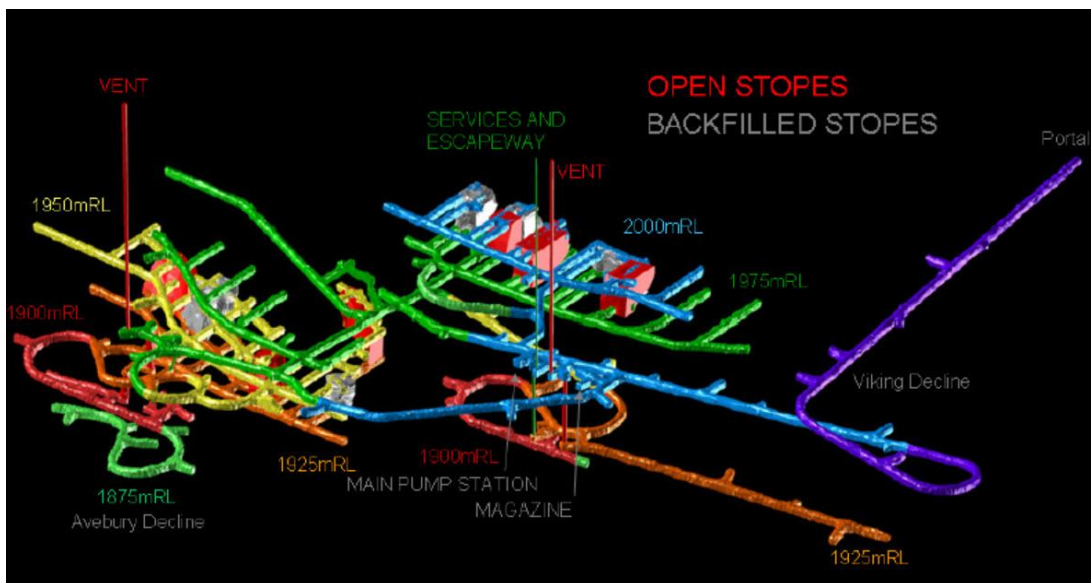 VENT
OPEN STOPES
BACKFILLED STOPES
SERVICES AND
ESCAPEWAY
Portal
VENT
1950mRL
2000mRL
1975mRL
1900mRL
Viking Decline
1900mRL
1925mRL
MAIN PUMP STATION
1875mRL
MAGAZINE
Avebury Decline
1925mRL